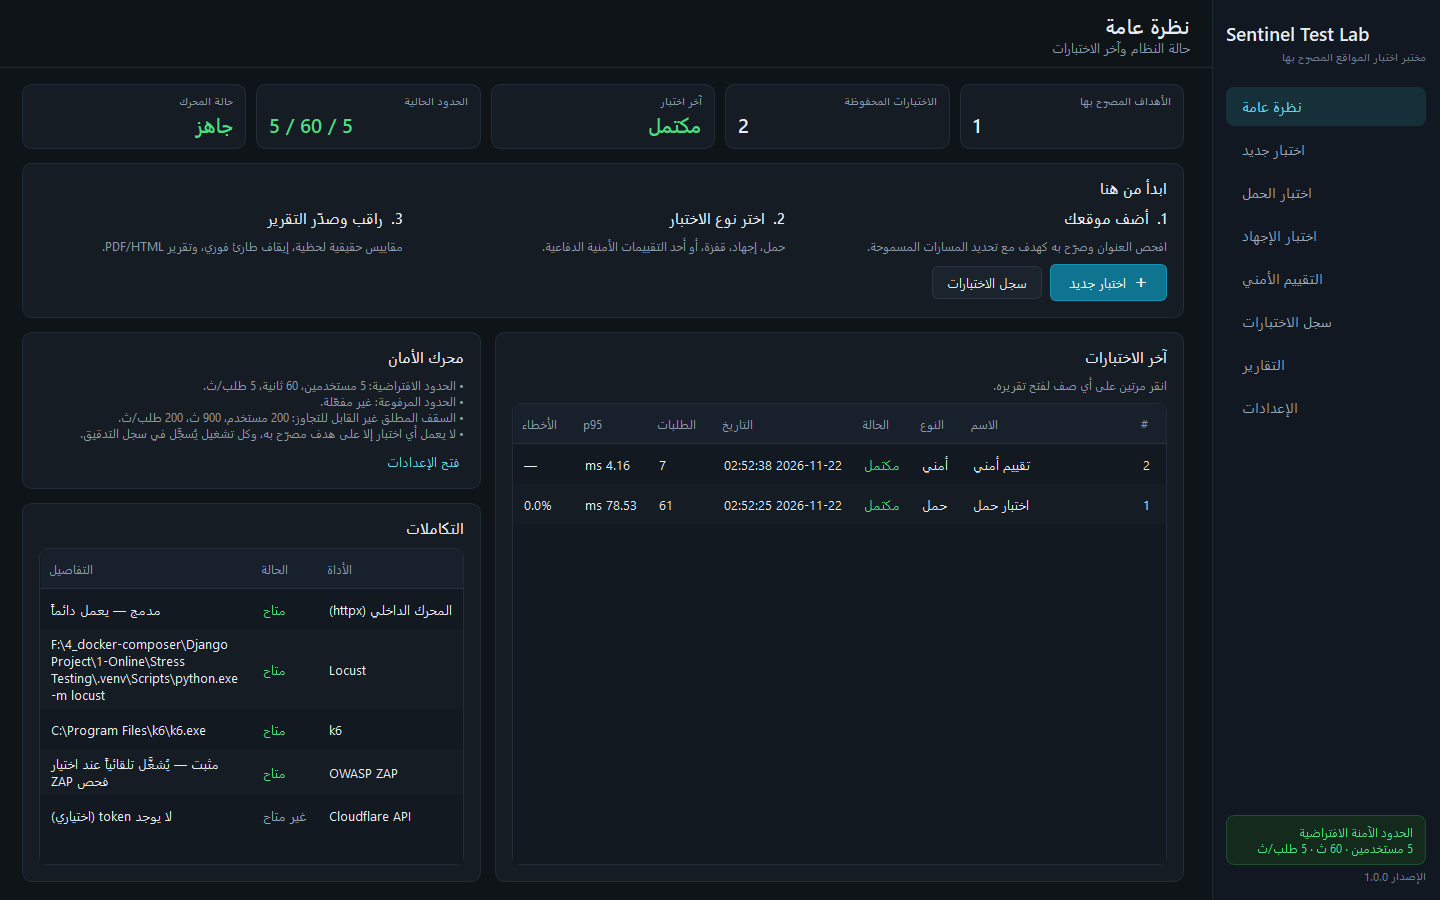 Sentinel Test Lab
مختبر اختبار المواقع المصرّح بها
نظرة عامة
اختبار جديد
اختبار الحمل
اختبار الإجهاد
التقييم الأمني
سجل الاختبارات
التقارير
الإعدادات
الحدود الآمنة الافتراضية
5 مستخدمين · 60 ث · 5 طلب/ث
الإصدار 1.0.0
نظرة عامة
حالة النظام وآخر الاختبارات
الأهداف المصرّح بها
1
الاختبارات المحفوظة
2
آخر اختبار
مكتمل
الحدود الحالية
5 / 60 / 5
حالة المحرك
جاهز
ابدأ من هنا
1. أضف موقعك
افحص العنوان وصرّح به كهدف مع تحديد المسارات المسموحة.
2. اختر نوع الاختبار
حمل، إجهاد، قفزة، أو أحد التقييمات الأمنية الدفاعية.
3. راقب وصدّر التقرير
مقاييس حقيقية لحظية، إيقاف طارئ فوري، وتقرير PDF/HTML.
+ اختبار جديد
سجل الاختبارات
آخر الاختبارات
انقر مرتين على أي صف لفتح تقريره.
# الاسم النوع الحالة التاريخ الطلبات p95 الأخطاء
2 تقييم أمني أمني مكتمل 2026-11-22 02:52:38 7 4.16 ms —
1 اختبار حمل حمل مكتمل 2026-11-22 02:52:25 61 78.53 ms 0.0%
محرك الأمان
• الحدود الافتراضية: 5 مستخدمين، 60 ثانية، 5 طلب/ث.
• الحدود المرفوعة: غير مفعّلة.
• السقف المطلق غير القابل للتجاوز: 200 مستخدم، 900 ث، 200 طلب/ث.
• لا يعمل أي اختبار إلا على هدف مصرّح به، وكل تشغيل يُسجَّل في سجل التدقيق.
فتح الإعدادات
التكاملات
الأداة الحالة التفاصيل
المحرك الداخلي (httpx) متاح مدمج — يعمل دائماً
Locust متاح F:\4_docker-composer\Django
Project\1-Online\Stress
Testing\.venv\Scripts\python.exe
-m locust
k6 متاح C:\Program Files\k6\k6.exe
OWASP ZAP متاح مثبت — يُشغَّل تلقائياً عند اختيار
فحص ZAP
Cloudflare API غير متاح لا يوجد token (اختياري)